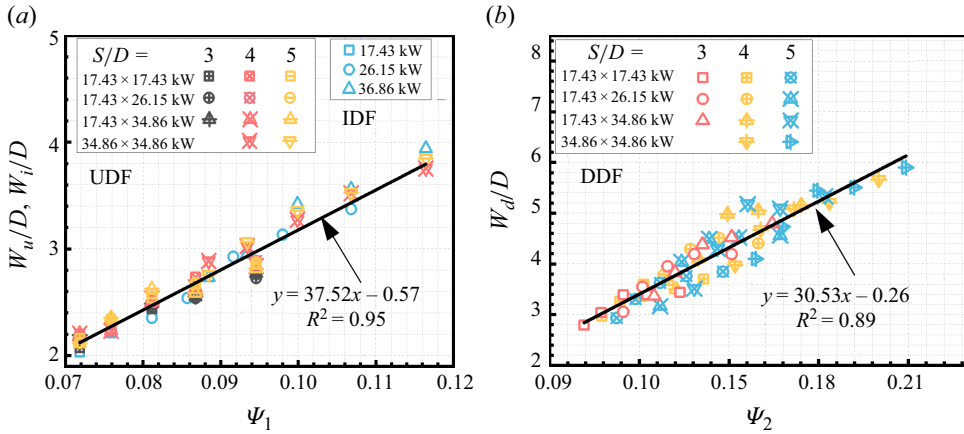 (a)
5
4
3
2
W_u/D, W_i/D
S/D = 3 4 5
17.43 × 17.43 kW
17.43 × 26.15 kW
17.43 × 34.86 kW
34.86 × 34.86 kW
17.43 kW
26.15 kW
36.86 kW
IDF
UDF
y = 37.52x – 0.57
R² = 0.95
0.07 0.08 0.09 0.10 0.11 0.12
Ψ₁
(b)
8
7
6
5
4
3
2
W_d/D
S/D = 3 4 5
17.43 × 17.43 kW
17.43 × 26.15 kW
17.43 × 34.86 kW
34.86 × 34.86 kW
DDF
y = 30.53x – 0.26
R² = 0.89
0.09 0.10 0.15 0.18 0.21
Ψ₂